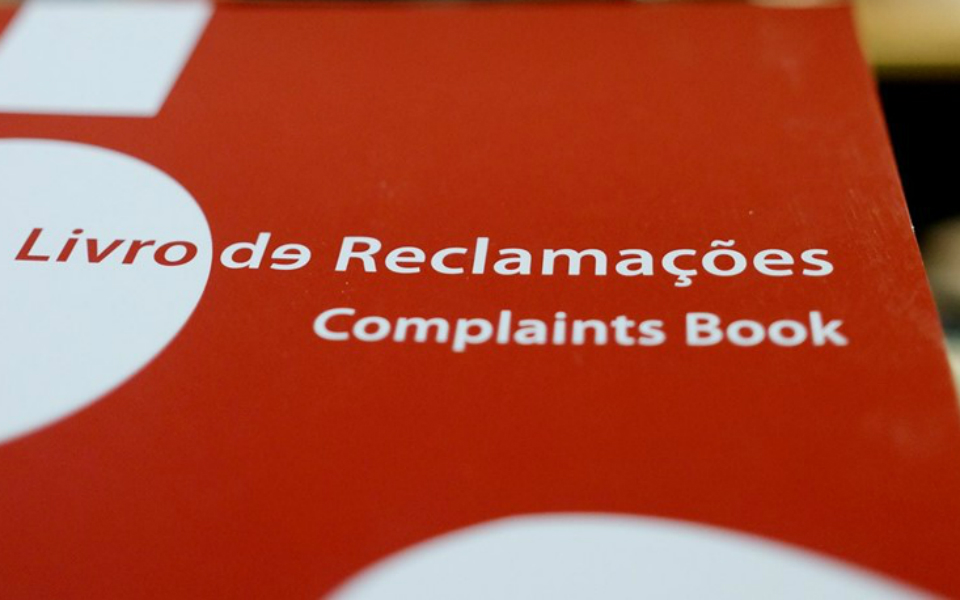 Livro de Reclamações
Complaints Book